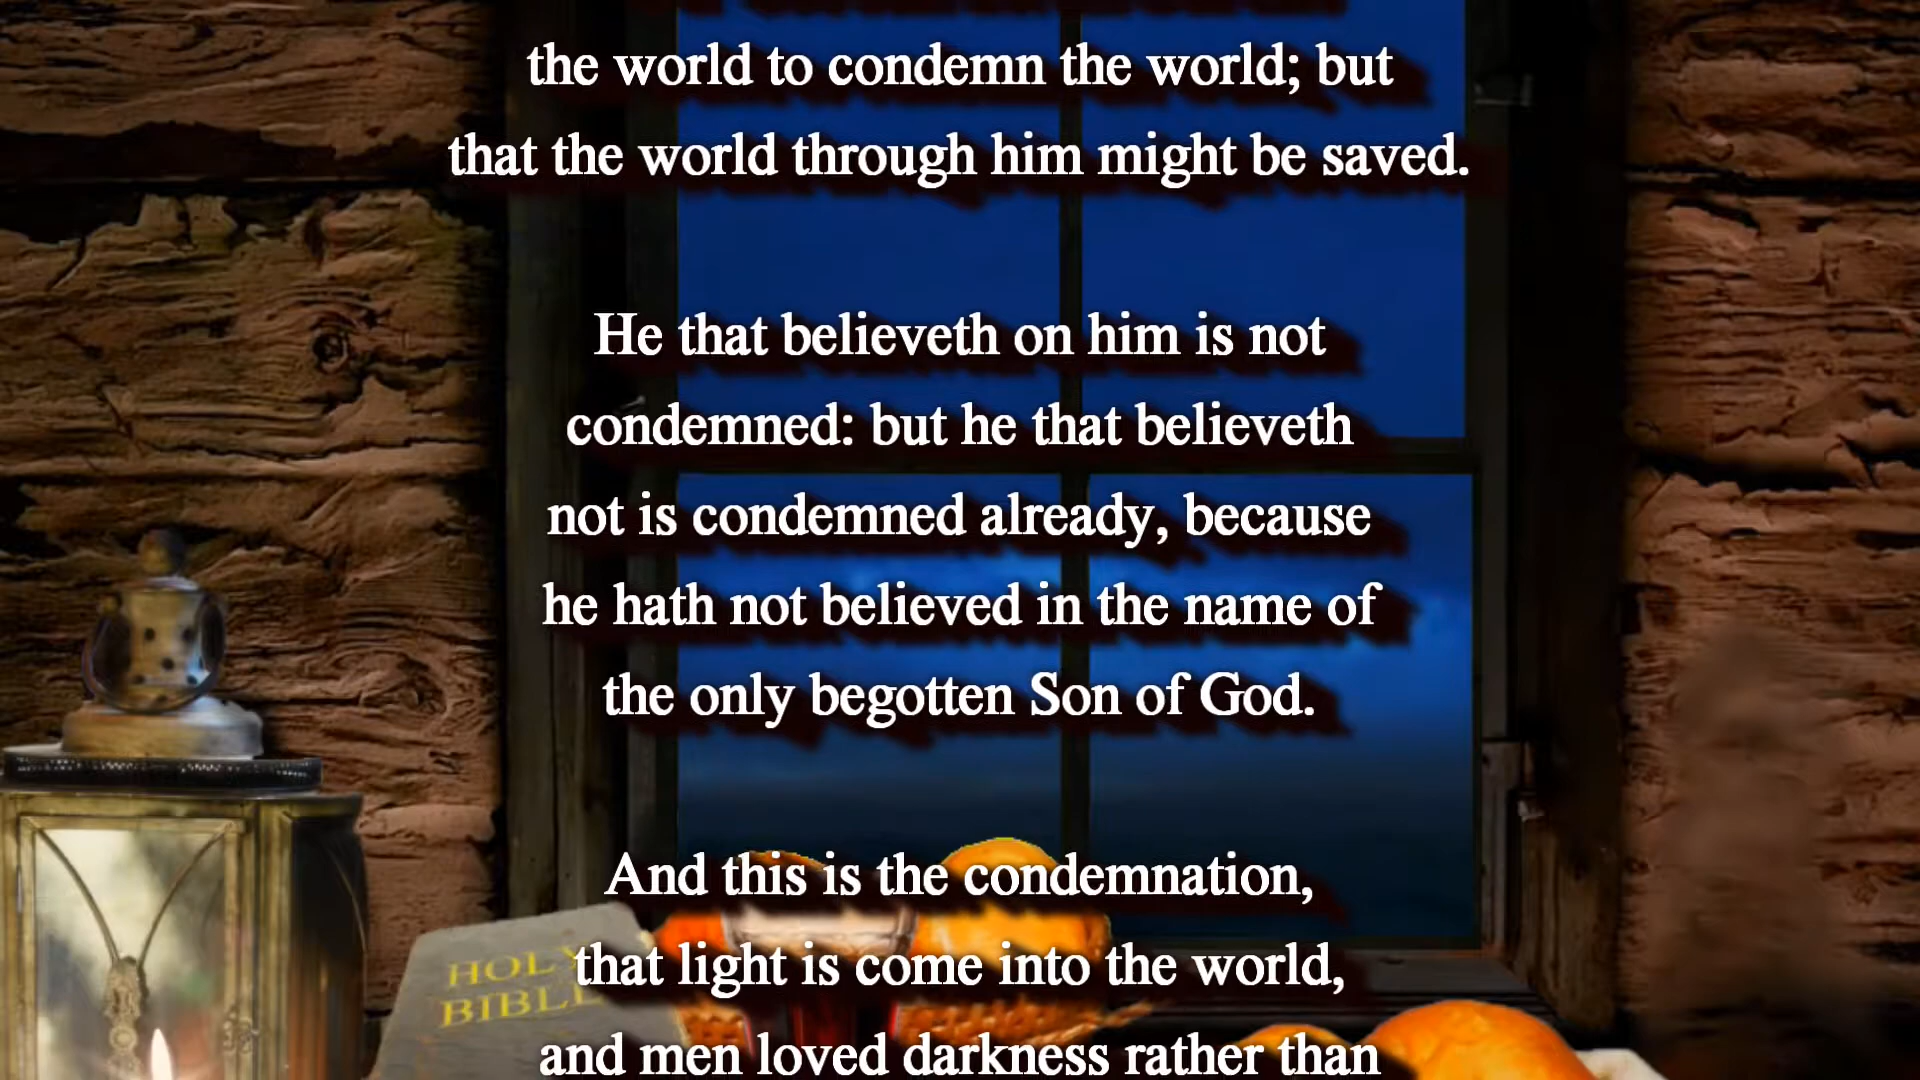 the world to condemn the world; but
that the world through him might be saved.
He that believeth on him is not
condemned: but he that believeth
not is condemned already, because
he hath not believed in the name of
the only begotten Son of God.
And this is the condemnation,
that light is come into the world,
and men loved darkness rather than
HOLY
BIBLE